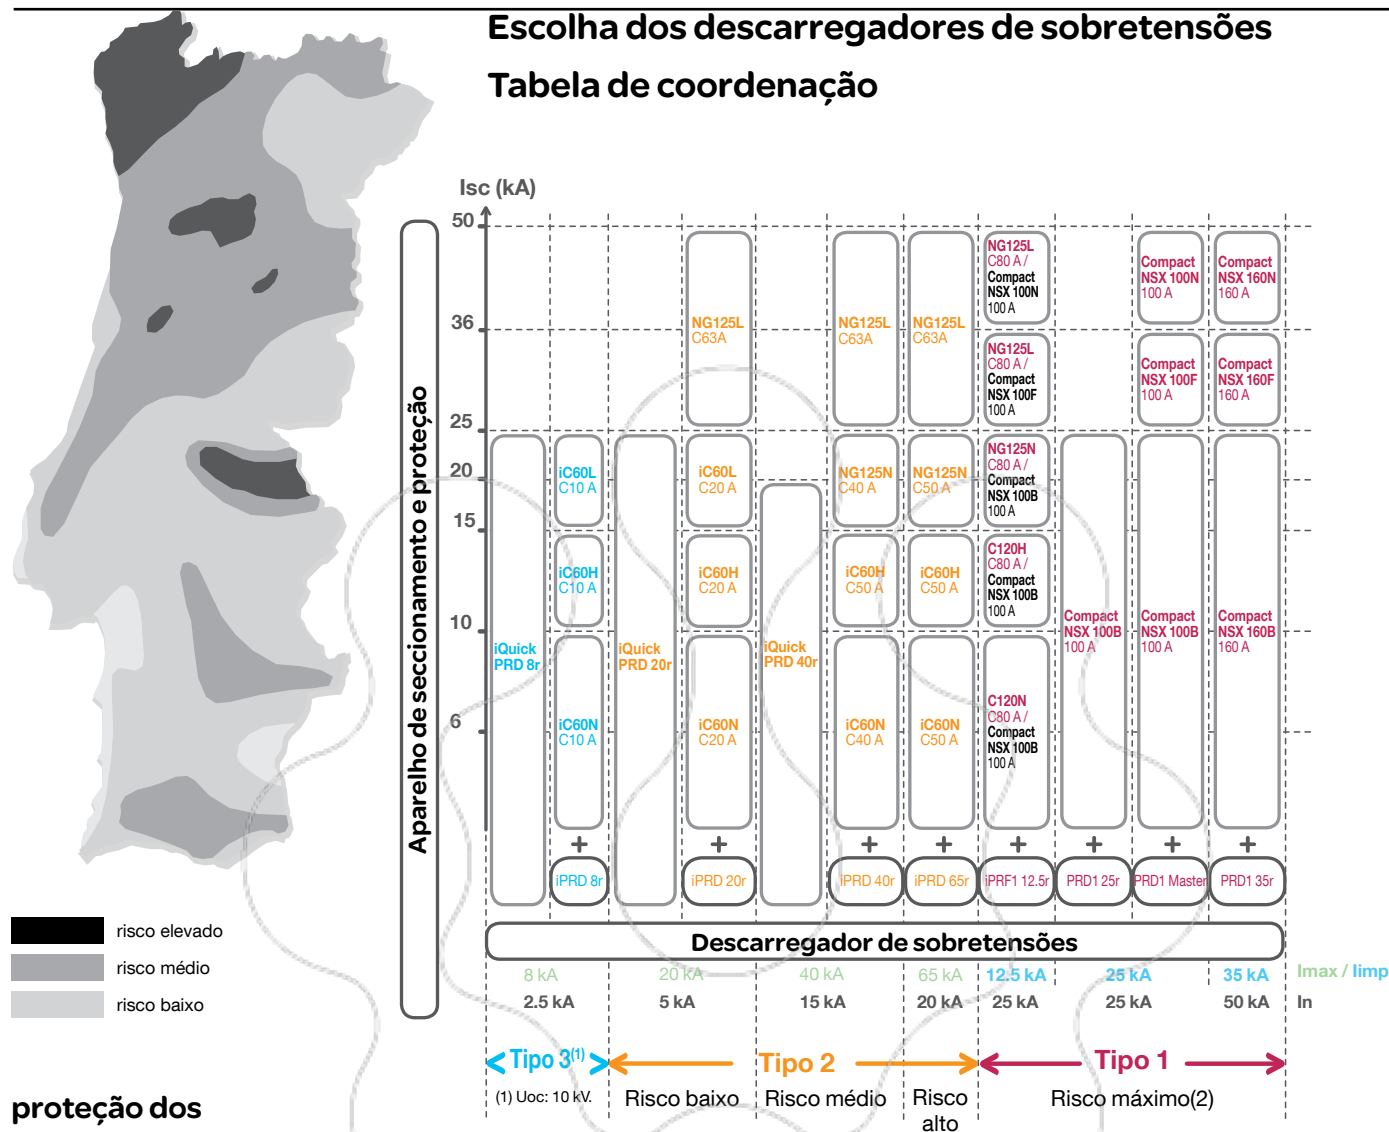 Escolha dos descarregadores de sobretensões
Tabela de coordenação
Isc (kA)
50
36
25
20
15
10
6
Aparelho de seccionamento e proteção
NG125L
C63A
NG125L
C63A
NG125L
C63A
NG125L
C80 A /
Compact
NSX 100N
100 A
Compact
NSX 100N
100 A
Compact
NSX 160N
160 A
NG125L
C80 A /
Compact
NSX 100F
100 A
Compact
NSX 100F
100 A
Compact
NSX 160F
160 A
iC60L
C10 A
iC60L
C20 A
NG125N
C40 A
NG125N
C50 A
NG125N
C80 A /
Compact
NSX 100B
100 A
iC60H
C10 A
iC60H
C20 A
iC60H
C50 A
iC60H
C50 A
C120H
C80 A /
Compact
NSX 100B
100 A
iQuick
PRD 8r
iQuick
PRD 20r
iQuick
PRD 40r
Compact
NSX 100B
100 A
Compact
NSX 100B
100 A
Compact
NSX 160B
160 A
iC60N
C10 A
iC60N
C20 A
iC60N
C40 A
iC60N
C50 A
C120N
C80 A /
Compact
NSX 100B
100 A
+ + + + + + + +
iPRD 8r
iPRD 20r
iPRD 40r
iPRD 65r
iPRF1 12.5r
PRD1 25r
PRD1 Master
PRD1 35r
Descarregador de sobretensões
8 kA 20 kA 40 kA 65 kA 12.5 kA 25 kA 35 kA Imax / Iimp
2.5 kA 5 kA 15 kA 20 kA 25 kA 25 kA 50 kA In
Tipo 3(1) Tipo 2 Tipo 1
(1) Uoc: 10 kV.
Risco baixo
Risco médio
Risco
alto
Risco máximo(2)
risco elevado
risco médio
risco baixo
proteção dos